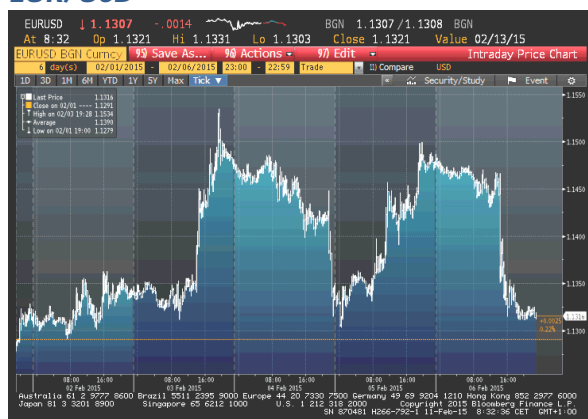 EUR/USD
EURUSD ↓ 1.1307 -.0014 BGN 1.1307/1.1308 BGN
At 8:32 Op 1.1321 Hi 1.1331 Lo 1.1303 Close 1.1321 Value 02/13/15
EURUSD BGN Curncy 95) Save As... 96) Actions 97) Edit Intraday Price Chart
6 day(s) 02/01/2015 - 02/06/2015 23:00 - 22:59 Trade 11) Compare USD
1D 3D 1M 6M YTD 1Y 5Y Max Tick ▼ « Security/Study Event
Last Price 1.1316
Close on 02/01 ---- 1.1291
High on 02/03 19:28 1.1534
Average 1.1390
Low on 02/01 19:00 1.1279
1.1550
1.1500
1.1450
1.1400
1.1350
1.1316
+0.0025
0.22%
1.1300
08:00 16:00 08:00 16:00 08:00 16:00 08:00 16:00 08:00 16:00
02 Feb 2015 03 Feb 2015 04 Feb 2015 05 Feb 2015 06 Feb 2015
Australia 61 2 9777 8600 Brazil 5511 2395 9000 Europe 44 20 7330 7500 Germany 49 69 9204 1210 Hong Kong 852 2977 6000
Japan 81 3 3201 8900 Singapore 65 6212 1000 U.S. 1 212 318 2000 Copyright 2015 Bloomberg Finance L.P.
SN 870481 H266-792-1 11-Feb-15 8:32:36 CET GMT+1:00